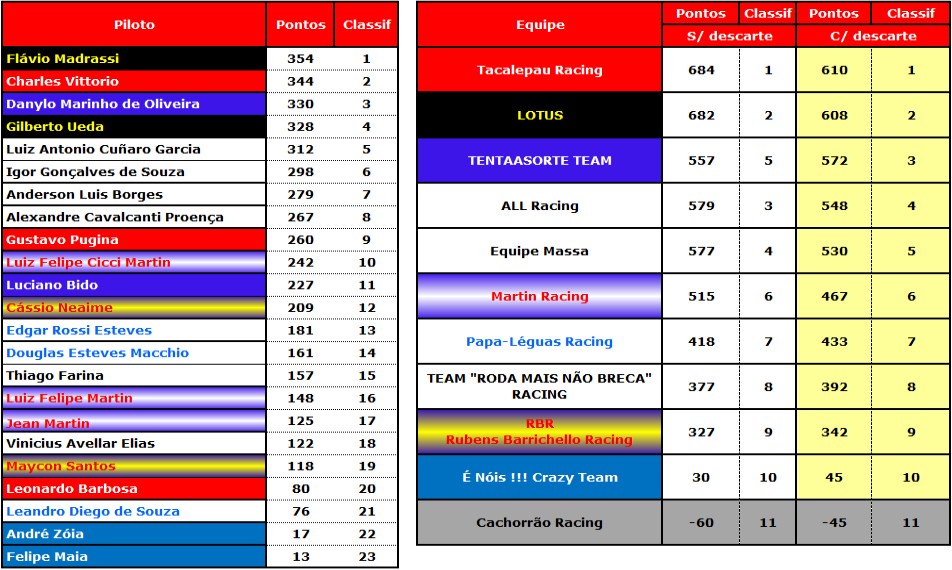 Piloto Pontos Classif
Flávio Madrassi 354 1
Charles Vittorio 344 2
Danylo Marinho de Oliveira 330 3
Gilberto Ueda 328 4
Luiz Antonio Cuñaro Garcia 312 5
Igor Gonçalves de Souza 298 6
Anderson Luis Borges 279 7
Alexandre Cavalcanti Proença 267 8
Gustavo Pugina 260 9
Luiz Felipe Cicci Martin 242 10
Luciano Bido 227 11
Cássio Neaime 209 12
Edgar Rossi Esteves 181 13
Douglas Esteves Macchio 161 14
Thiago Farina 157 15
Luiz Felipe Martin 148 16
Jean Martin 125 17
Vinicius Avellar Elias 122 18
Maycon Santos 118 19
Leonardo Barbosa 80 20
Leandro Diego de Souza 76 21
André Zóia 17 22
Felipe Maia 13 23
Equipe Pontos Classif Pontos Classif
S/ descarte C/ descarte
Tacalepau Racing 684 1 610 1
LOTUS 682 2 608 2
TENTAASORTE TEAM 557 5 572 3
ALL Racing 579 3 548 4
Equipe Massa 577 4 530 5
Martin Racing 515 6 467 6
Papa-Léguas Racing 418 7 433 7
TEAM "RODA MAIS NÃO BRECA"
RACING 377 8 392 8
RBR
Rubens Barrichello Racing 327 9 342 9
É Nóis !!! Crazy Team 30 10 45 10
Cachorrão Racing -60 11 -45 11